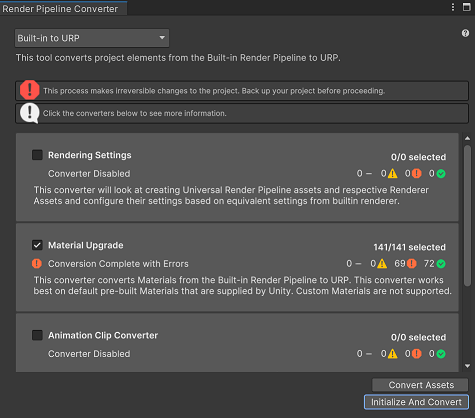 Render Pipeline Converter
Built-in to URP
This tool converts project elements from the Built-in Render Pipeline to URP.
This process makes irreversible changes to the project. Back up your project before proceeding.
Click the converters below to see more information.
Rendering Settings 0/0 selected
Converter Disabled 0 – 0 0 0
This converter will look at creating Universal Render Pipeline assets and respective Renderer
Assets and configure their settings based on equivalent settings from builtin renderer.
Material Upgrade 141/141 selected
Conversion Complete with Errors 0 – 0 69 72
This converter converts Materials from the Built-in Render Pipeline to URP. This converter works
best on default pre-built Materials that are supplied by Unity. Custom Materials are not supported.
Animation Clip Converter 0/0 selected
Converter Disabled 0 – 0 0 0
Convert Assets
Initialize And Convert